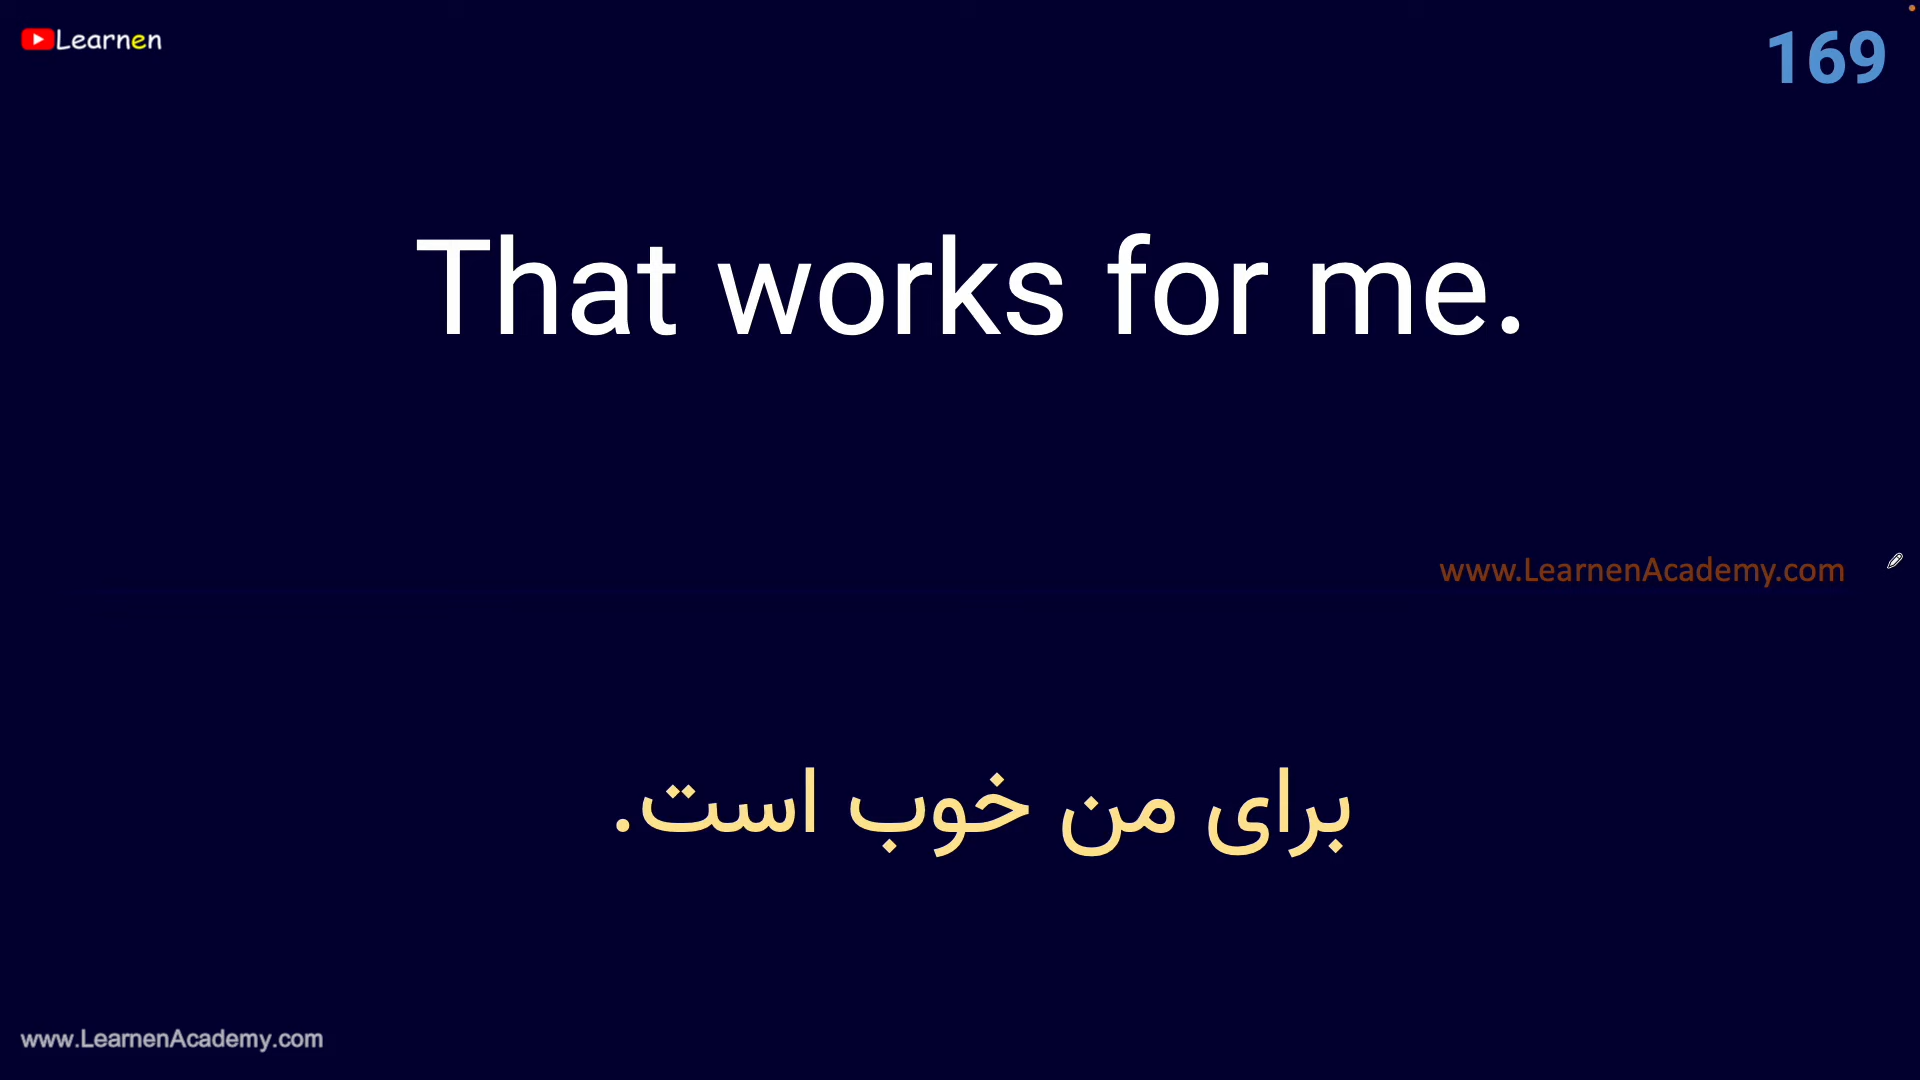 Learnen
169
That works for me.
www.LearnenAcademy.com
برای من خوب است.
www.LearnenAcademy.com